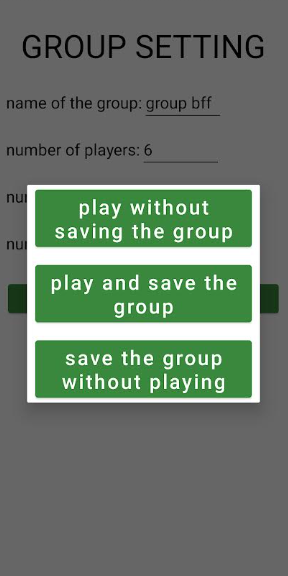 GROUP SETTING
name of the group: group bff
number of players: 6
play without
saving the group
play and save the
group
save the group
without playing